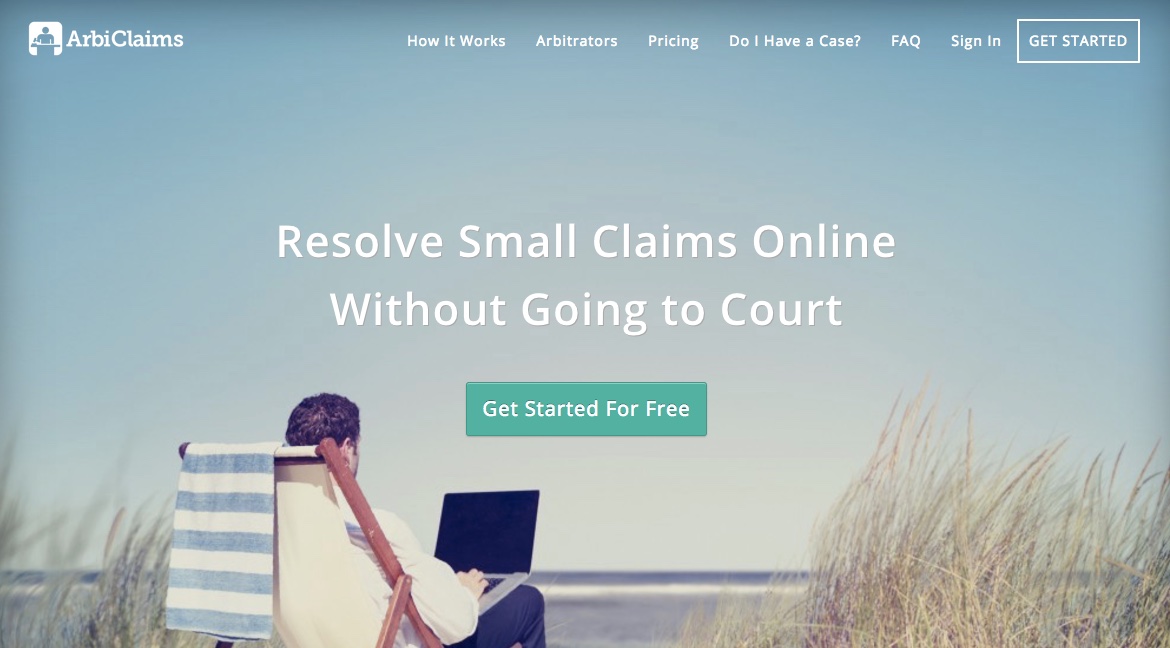 ArbiClaims
How It Works
Arbitrators
Pricing
Do I Have a Case?
FAQ
Sign In
GET STARTED
Resolve Small Claims Online
Without Going to Court
Get Started For Free